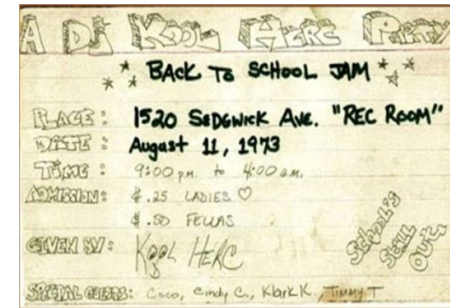 A DJ KOOL HERC PARTY
BACK TO SCHOOL JAM
PLACE: 1520 SEDGWICK AVE. "REC ROOM"
DATE: August 11, 1973
TIME: 9:00 p.m. to 4:00 a.m.
ADMISSION: $.25 LADIES ♡
$.50 FELLAS
GIVEN BY: KOOL HERC
School's Still Out!
SPECIAL GUESTS: Coco, Cindy C., Klark K., Timmy T